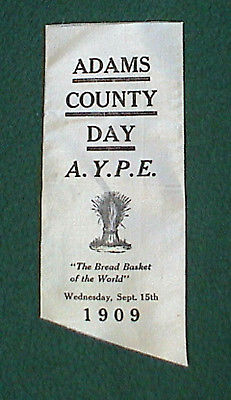 ADAMS
COUNTY
DAY
A. Y. P. E.
"The Bread Basket
of the World"
Wednesday, Sept. 15th
1909